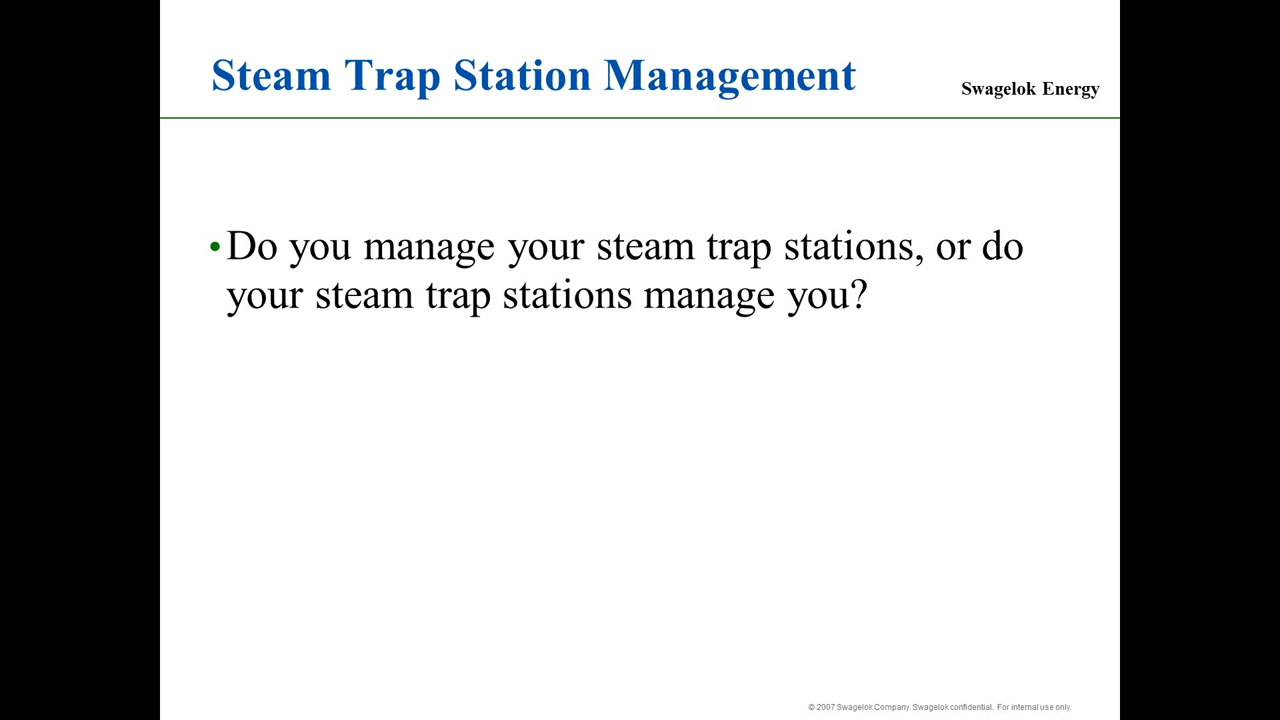 Steam Trap Station Management
Swagelok Energy
•Do you manage your steam trap stations, or do
your steam trap stations manage you?
© 2007 Swagelok Company. Swagelok confidential. For internal use only.